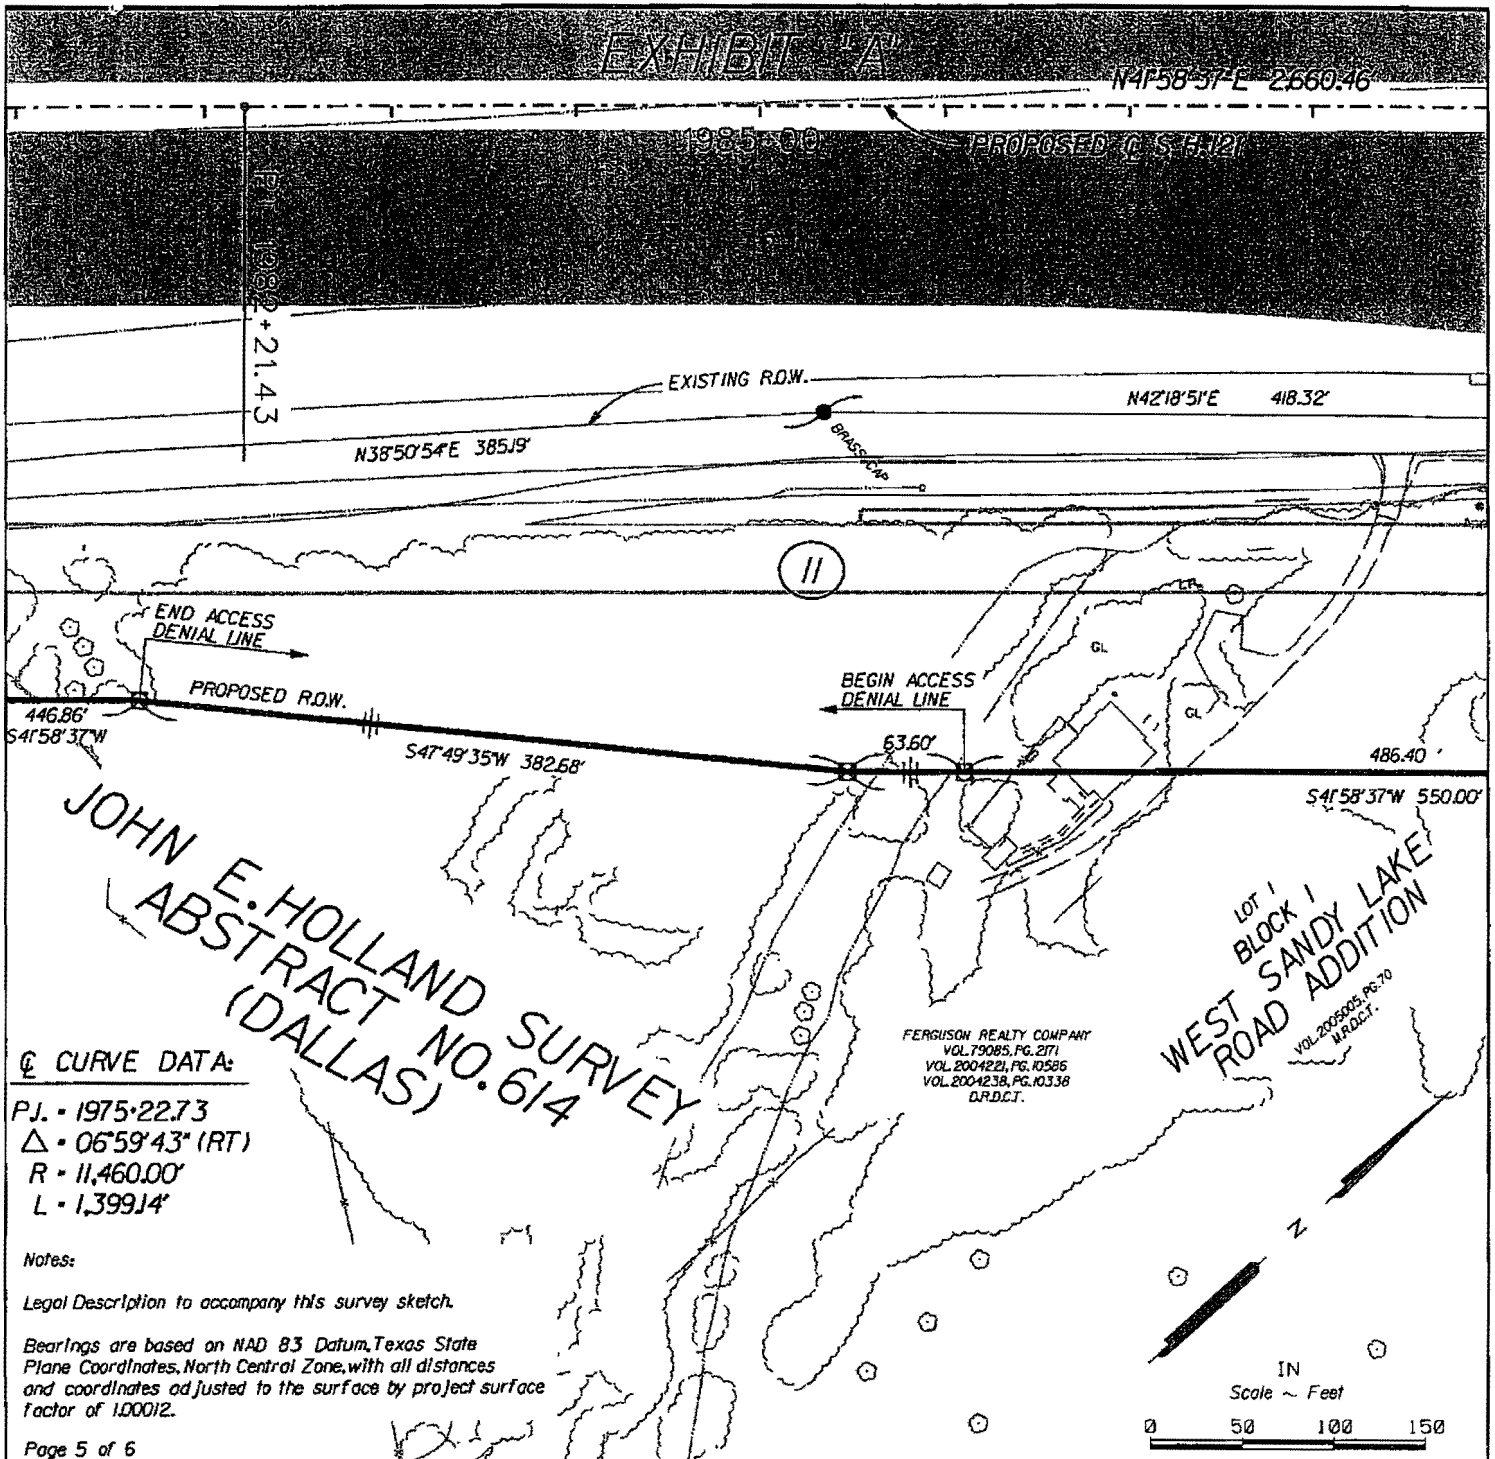 EXHIBIT "A"
N41°58'37"E 2,660.46'
1985+00
PROPOSED ℄ S.H.121
P.T. 1982+21.43
EXISTING R.O.W.
N42°18'51"E 418.32'
BRASS CAP
N38°50'54"E 385.19'
11
LP
GL
GL
END ACCESS
DENIAL LINE
PROPOSED R.O.W.
BEGIN ACCESS
DENIAL LINE
446.86'
S41°58'37"W
S47°49'35"W 382.68'
63.60'
486.40'
S41°58'37"W 550.00'
JOHN E. HOLLAND SURVEY
ABSTRACT NO. 614
(DALLAS)
LOT 1
BLOCK 1
WEST SANDY LAKE
ROAD ADDITION
VOL.2005005, PG.70
M.R.D.C.T.
FERGUSON REALTY COMPANY
VOL.79085, PG.2171
VOL.2004221, PG.10586
VOL.2004238, PG.10338
D.R.D.C.T.
℄ CURVE DATA:
P.I. = 1975+22.73
Δ = 06°59'43" (RT)
R = 11,460.00'
L = 1,399.14'
Notes:
Legal Description to accompany this survey sketch.
Bearings are based on NAD 83 Datum, Texas State
Plane Coordinates, North Central Zone, with all distances
and coordinates adjusted to the surface by project surface
factor of 1.00012.
Page 5 of 6
N
IN
Scale ~ Feet
0 50 100 150